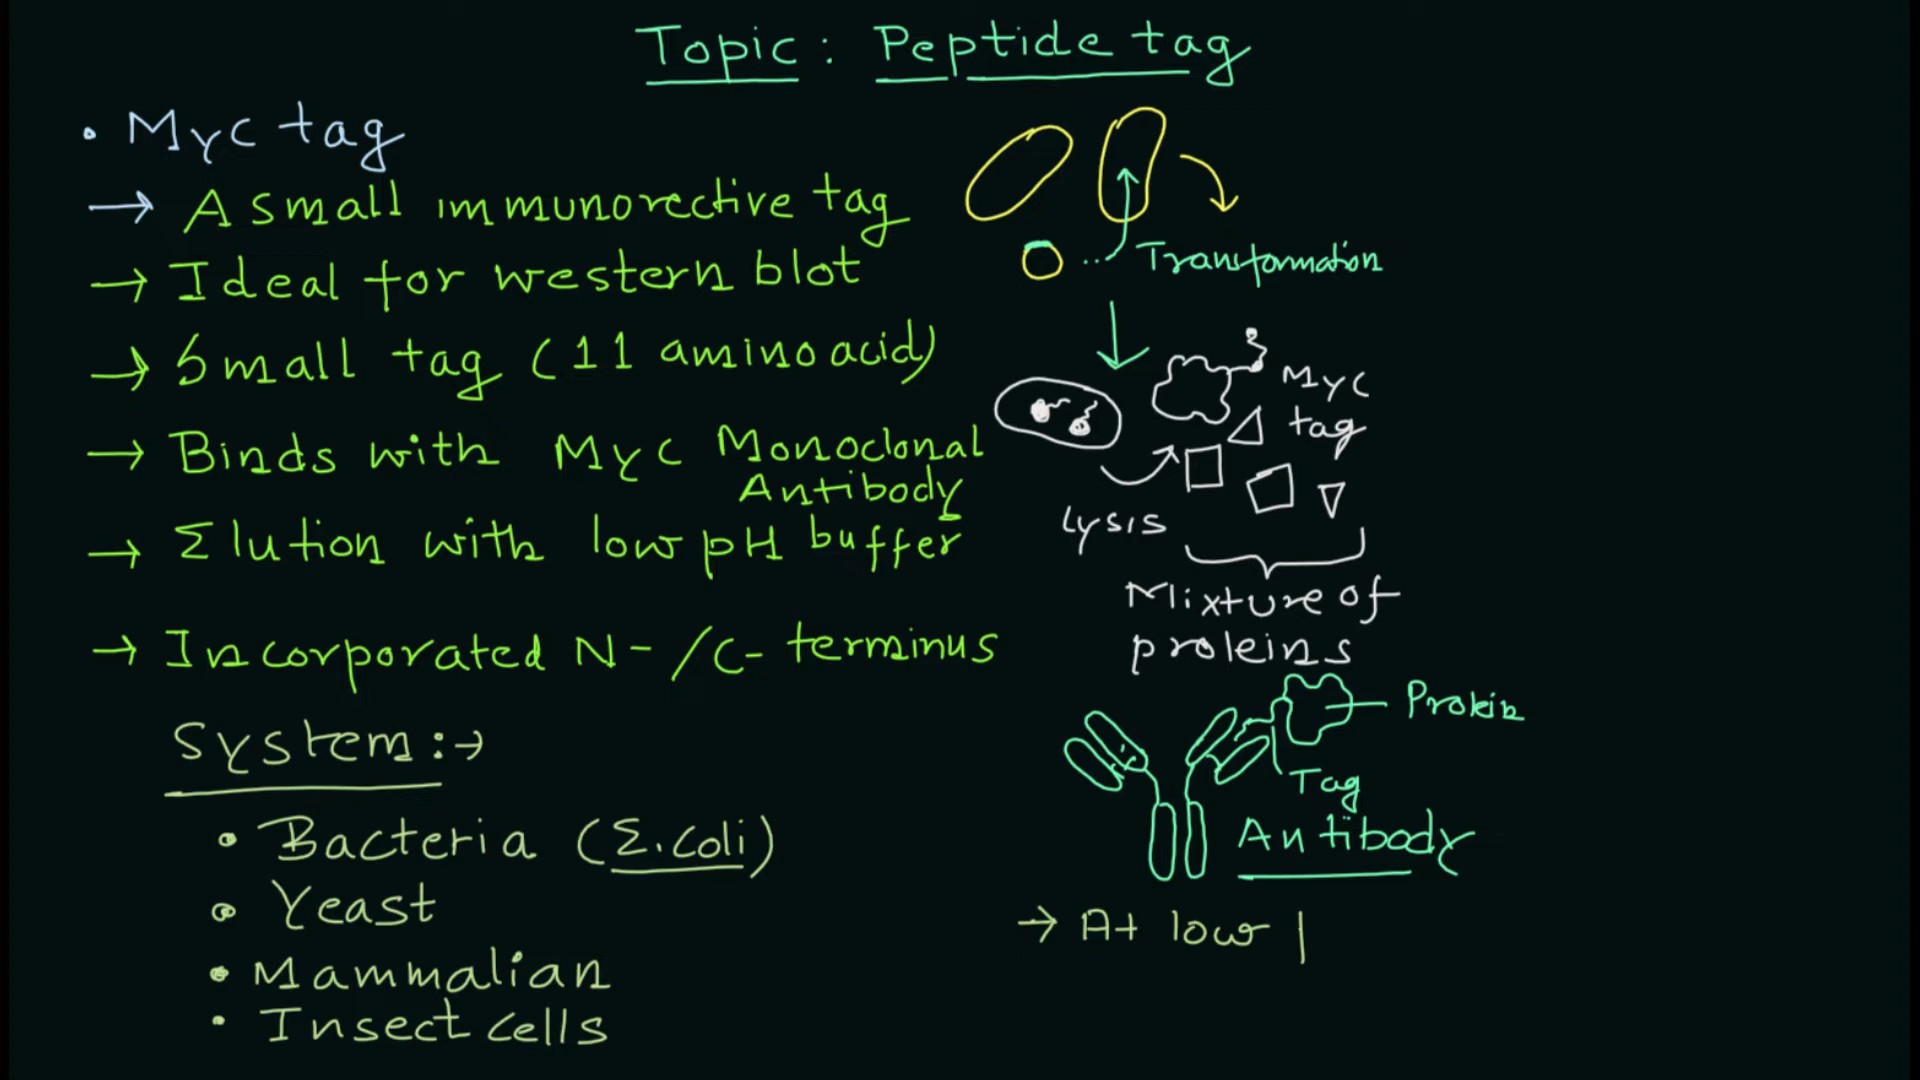 Topic: Peptide tag
• Myc tag
→ A small immunorective tag
→ Ideal for western blot
→ Small tag (11 amino acid)
→ Binds with Myc Monoclonal
Antibody
→ Elution with low pH buffer
→ Incorporated N-/C-terminus
System:→
• Bacteria (E.coli)
• Yeast
• Mammalian
• Insect cells
Transformation
Myc
tag
Lysis
Mixture of
proteins
Protein
Tag
Antibody
→ At low